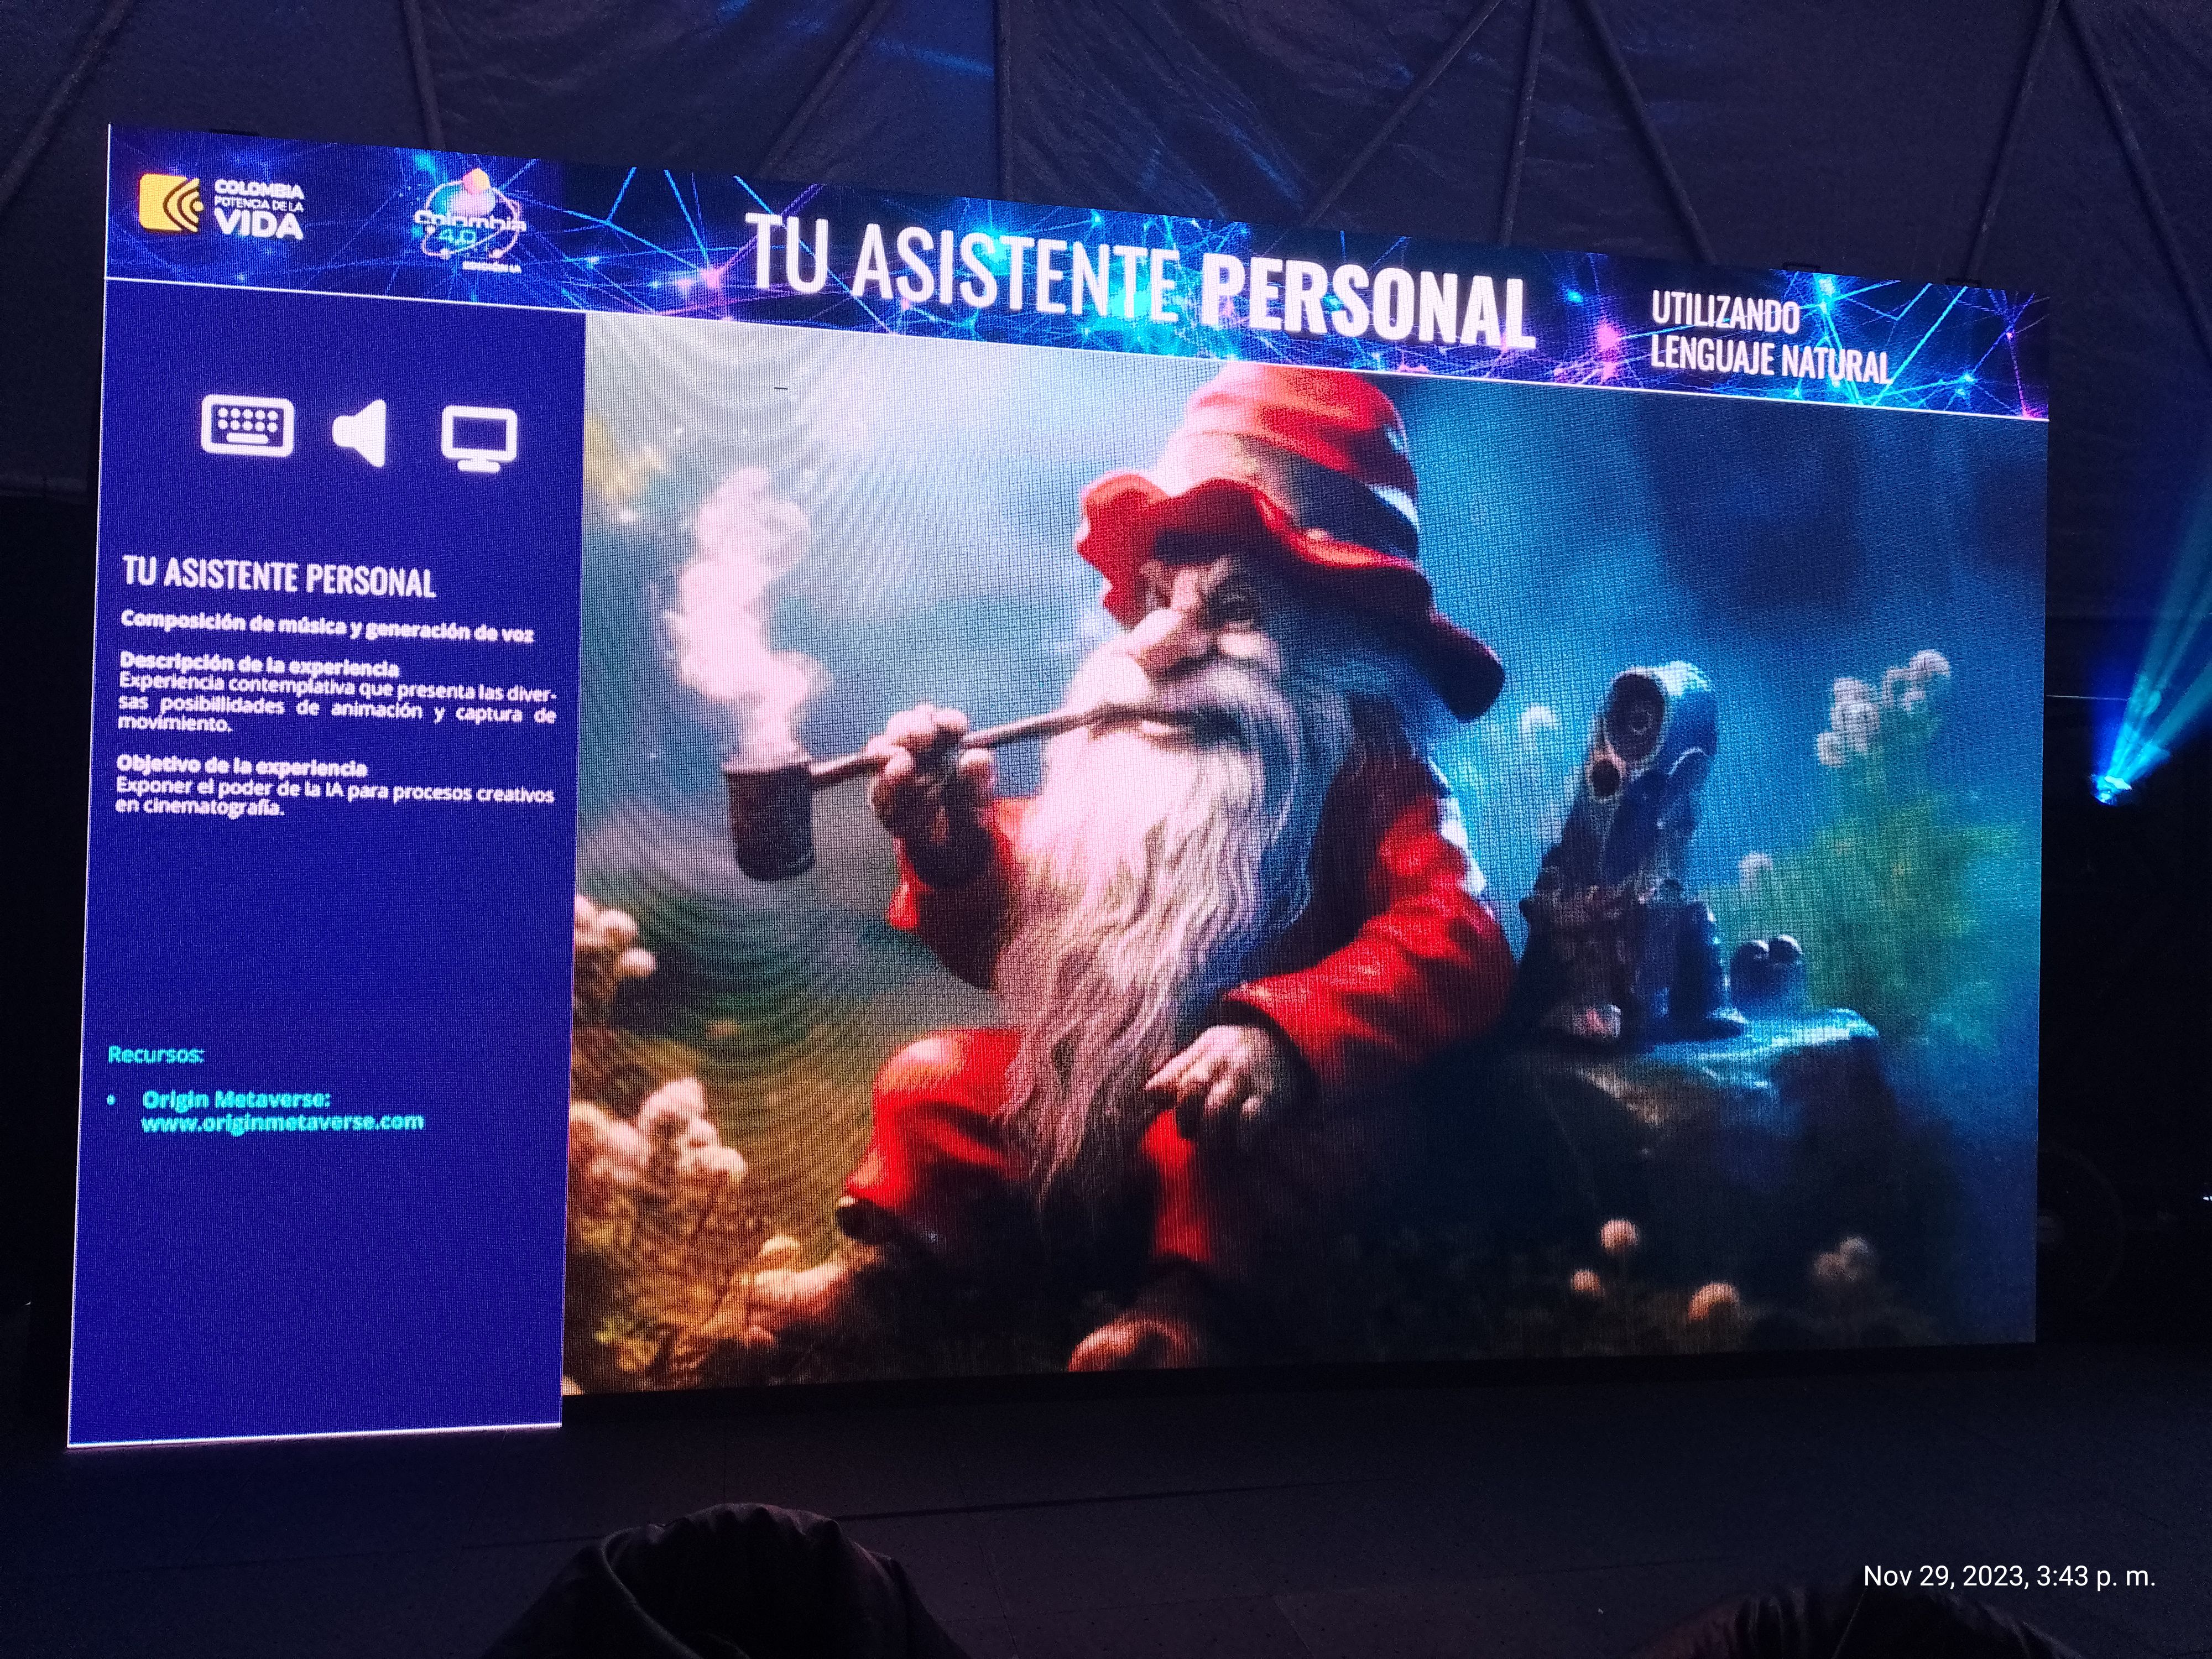 COLOMBIA
POTENCIA DE LA
VIDA
Colombia
4.0
EDICIÓN IA
TU ASISTENTE PERSONAL
UTILIZANDO
LENGUAJE NATURAL
TU ASISTENTE PERSONAL
Composición de música y generación de voz
Descripción de la experiencia
Experiencia contemplativa que presenta las diver-
sas posibillidades de animación y captura de
movimiento.
Objetivo de la experiencia
Exponer el poder de la IA para procesos creativos
en cinematografía.
Recursos:
• Origin Metaverse:
www.originmetaverse.com
Nov 29, 2023, 3:43 p. m.